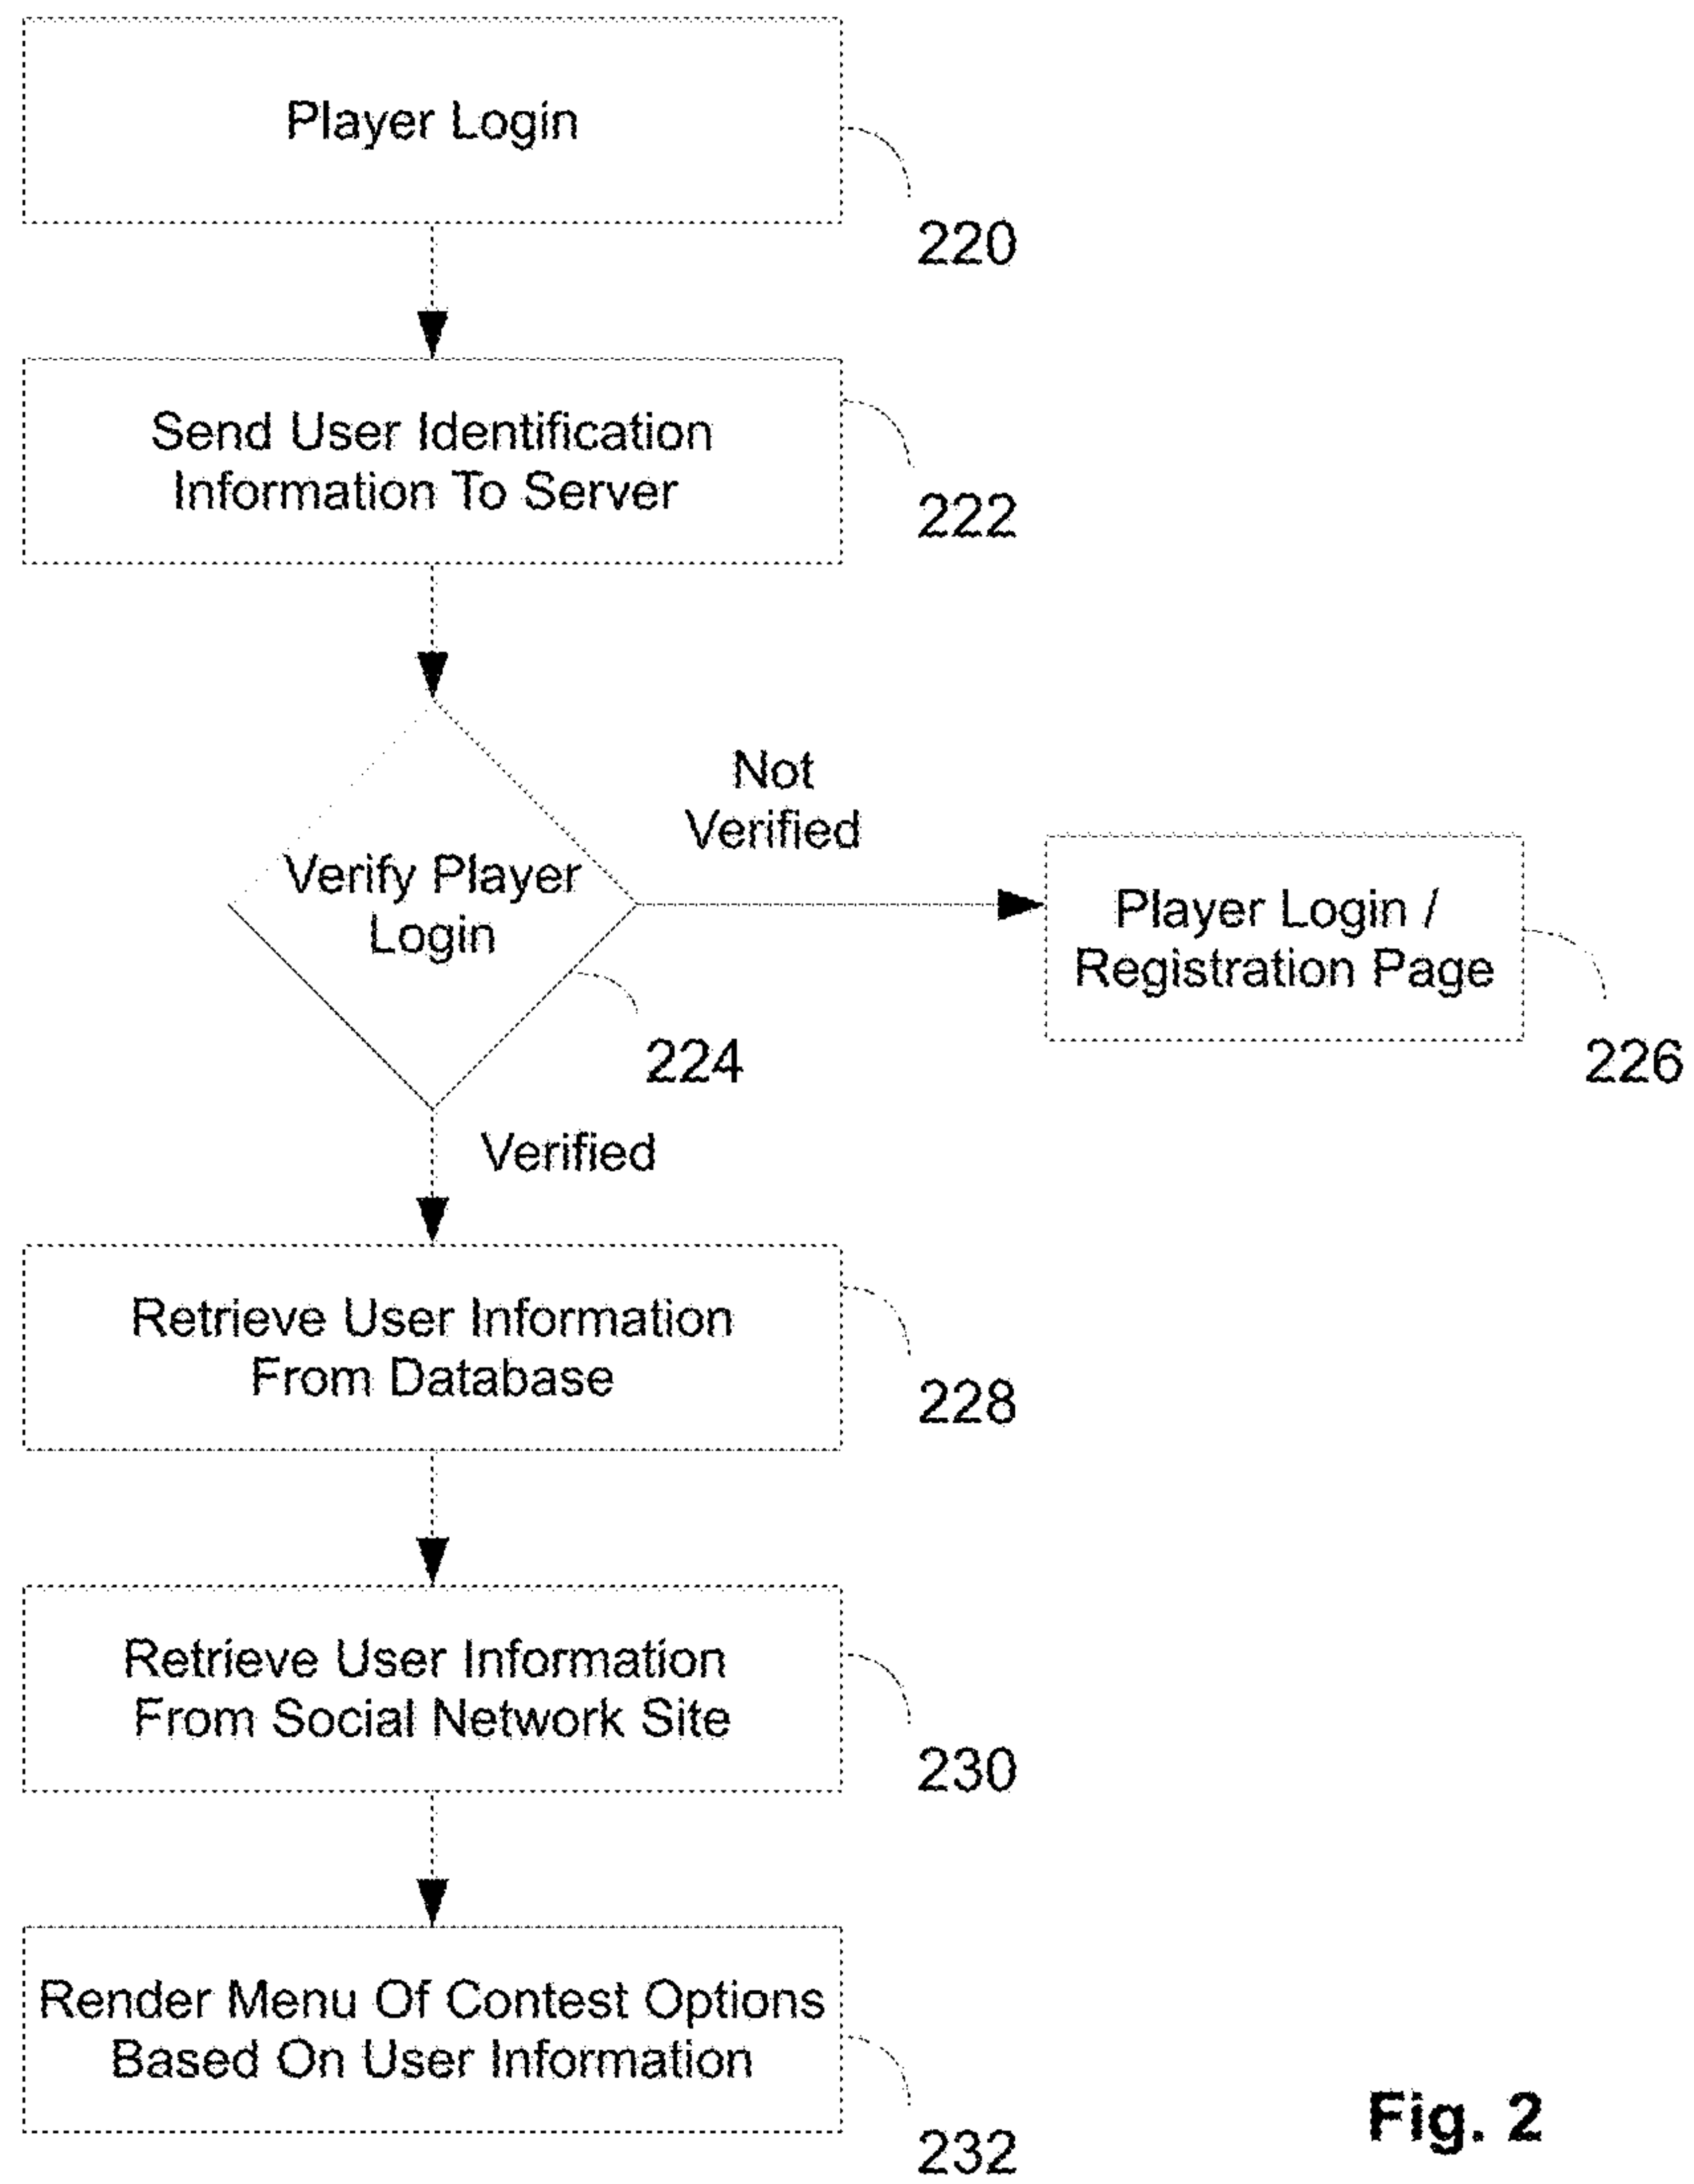 Player Login
220
Send User Identification
Information To Server
222
Not
Verified
Verify Player
Login
224
Player Login /
Registration Page
226
Verified
Retrieve User Information
From Database
228
Retrieve User Information
From Social Network Site
230
Render Menu Of Contest Options
Based On User Information
232
Fig. 2